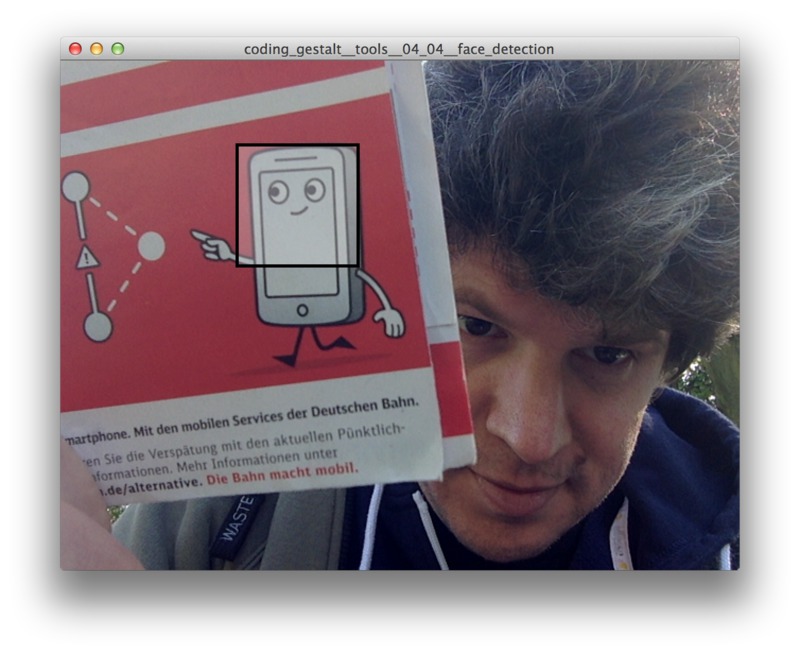 coding_gestalt__tools__04_04__face_detection
martphone. Mit den mobilen Services der Deutschen Bahn.
Sie die Verspätung mit den aktuellen Pünktlich-
formationen. Mehr Informationen unter
.de/alternative. Die Bahn macht mobil.
WASTE